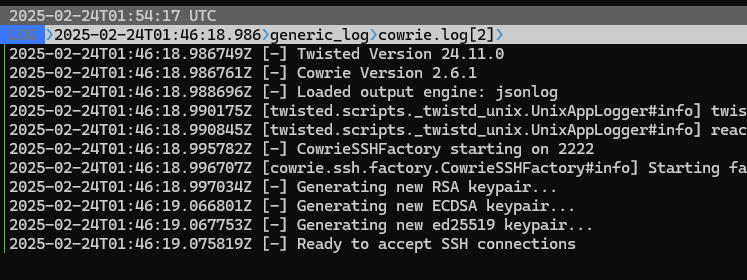 2025-02-24T01:54:17 UTC
LOG ❭2025-02-24T01:46:18.986❭generic_log❭cowrie.log[2]❭
2025-02-24T01:46:18.986749Z [-] Twisted Version 24.11.0
2025-02-24T01:46:18.986761Z [-] Cowrie Version 2.6.1
2025-02-24T01:46:18.988696Z [-] Loaded output engine: jsonlog
2025-02-24T01:46:18.990175Z [twisted.scripts._twistd_unix.UnixAppLogger#info] twis
2025-02-24T01:46:18.990845Z [twisted.scripts._twistd_unix.UnixAppLogger#info] reac
2025-02-24T01:46:18.995782Z [-] CowrieSSHFactory starting on 2222
2025-02-24T01:46:18.996707Z [cowrie.ssh.factory.CowrieSSHFactory#info] Starting fa
2025-02-24T01:46:18.997034Z [-] Generating new RSA keypair...
2025-02-24T01:46:19.066801Z [-] Generating new ECDSA keypair...
2025-02-24T01:46:19.067753Z [-] Generating new ed25519 keypair...
2025-02-24T01:46:19.075819Z [-] Ready to accept SSH connections